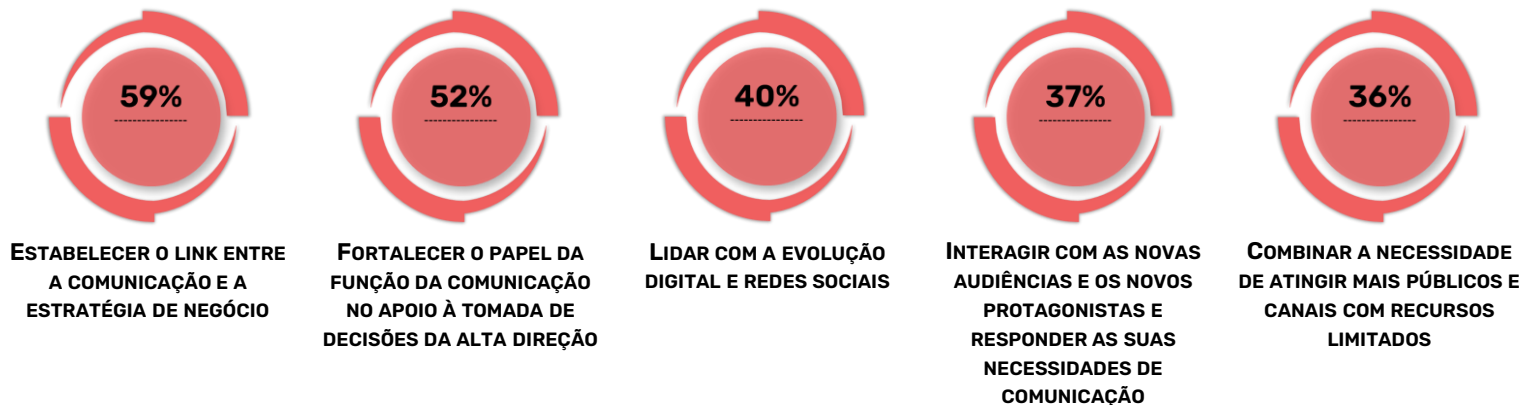 59%
----------------
ESTABELECER O LINK ENTRE
A COMUNICAÇÃO E A
ESTRATÉGIA DE NEGÓCIO
52%
----------------
FORTALECER O PAPEL DA
FUNÇÃO DA COMUNICAÇÃO
NO APOIO À TOMADA DE
DECISÕES DA ALTA DIREÇÃO
40%
----------------
LIDAR COM A EVOLUÇÃO
DIGITAL E REDES SOCIAIS
37%
----------------
INTERAGIR COM AS NOVAS
AUDIÊNCIAS E OS NOVOS
PROTAGONISTAS E
RESPONDER AS SUAS
NECESSIDADES DE
COMUNICAÇÃO
36%
----------------
COMBINAR A NECESSIDADE
DE ATINGIR MAIS PÚBLICOS E
CANAIS COM RECURSOS
LIMITADOS